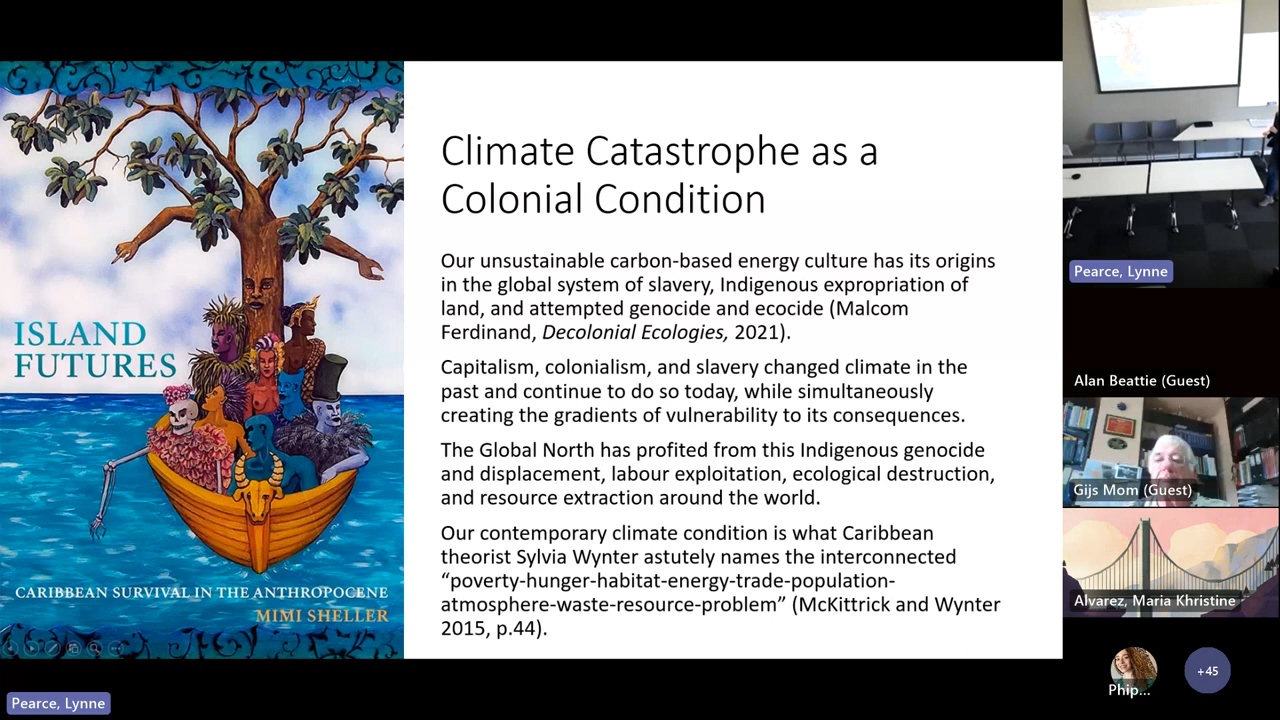 ISLAND
FUTURES
CARIBBEAN SURVIVAL IN THE ANTHROPOCENE
MIMI SHELLER
Climate Catastrophe as a
Colonial Condition
Our unsustainable carbon-based energy culture has its origins
in the global system of slavery, Indigenous expropriation of
land, and attempted genocide and ecocide (Malcom
Ferdinand, Decolonial Ecologies, 2021).
Capitalism, colonialism, and slavery changed climate in the
past and continue to do so today, while simultaneously
creating the gradients of vulnerability to its consequences.
The Global North has profited from this Indigenous genocide
and displacement, labour exploitation, ecological destruction,
and resource extraction around the world.
Our contemporary climate condition is what Caribbean
theorist Sylvia Wynter astutely names the interconnected
“poverty-hunger-habitat-energy-trade-population-
atmosphere-waste-resource-problem” (McKittrick and Wynter
2015, p.44).
Pearce, Lynne
Pearce, Lynne
Alan Beattie (Guest)
Gijs Mom (Guest)
Alvarez, Maria Khristine
Phip...
+45